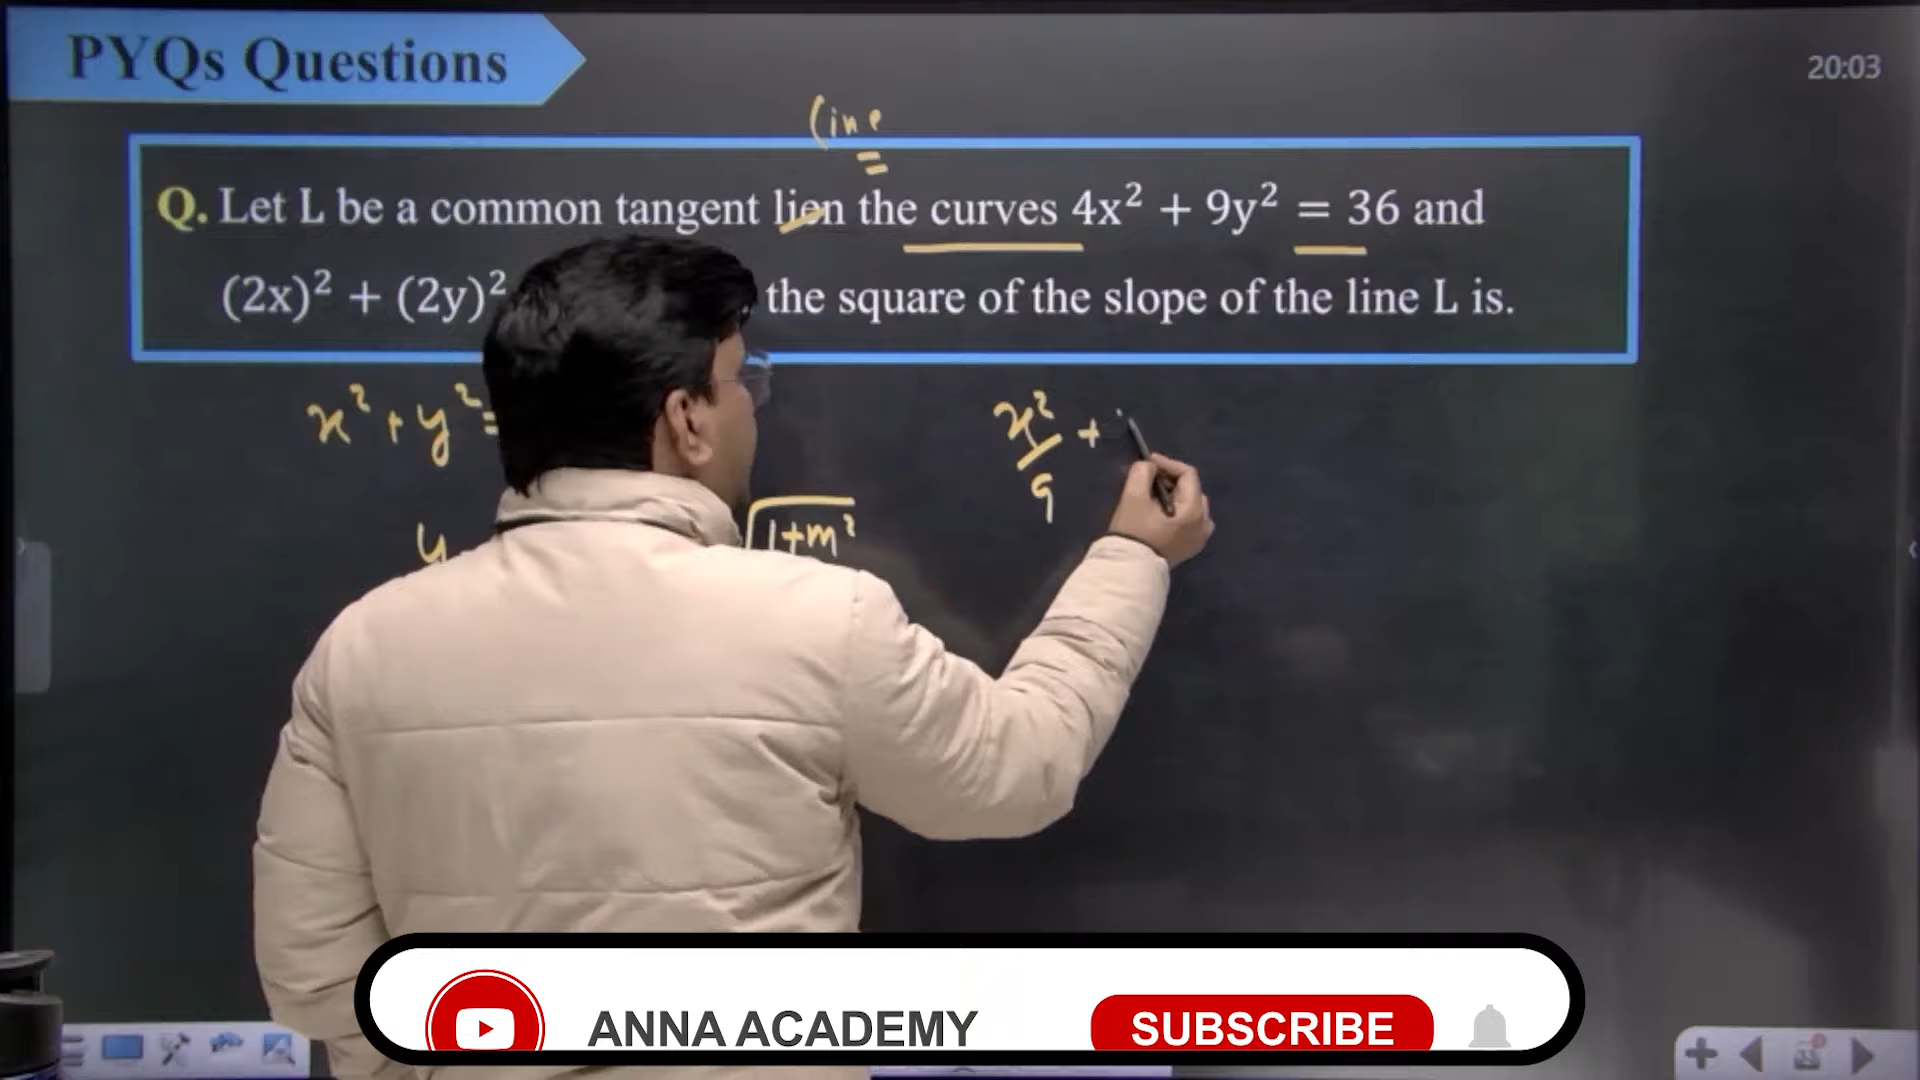 PYQs Questions
20:03
line
Q. Let L be a common tangent lien the curves 4x² + 9y² = 36 and
(2x)² + (2y)² the square of the slope of the line L is.
x² + y² =
x²/9 +
y √1+m²
ANNA ACADEMY
SUBSCRIBE